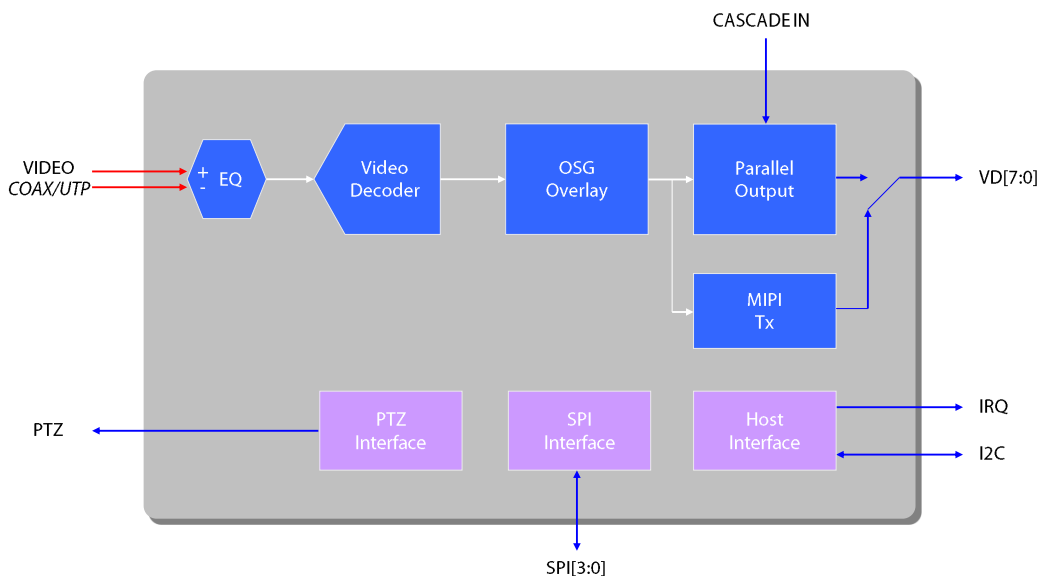 CASCADE IN
VIDEO
COAX/UTP
+
-
EQ
Video
Decoder
OSG
Overlay
Parallel
Output
VD[7:0]
MIPI
Tx
PTZ
PTZ
Interface
SPI
Interface
Host
Interface
IRQ
I2C
SPI[3:0]